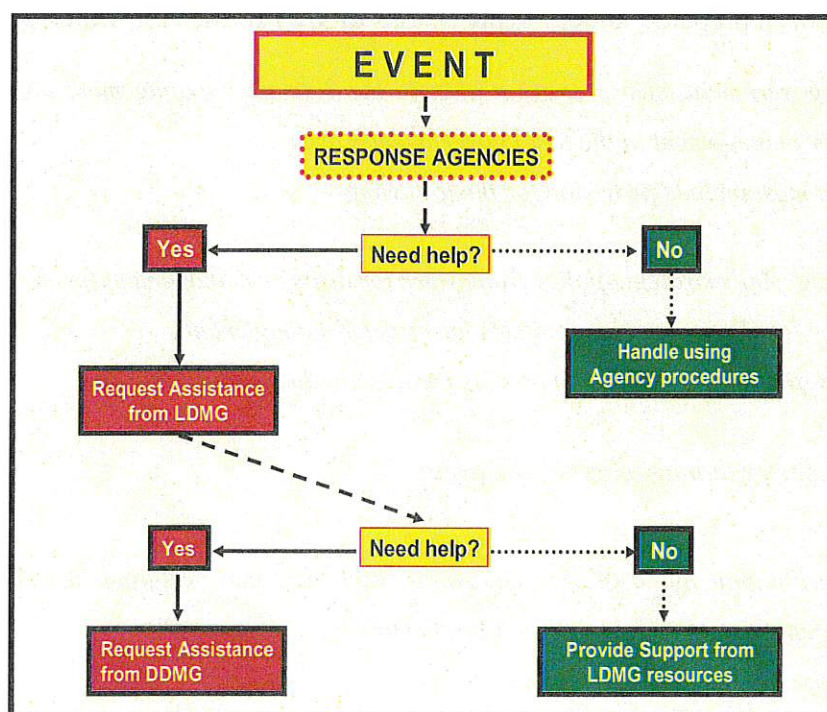 EVENT
RESPONSE AGENCIES
Yes
Need help?
No
Request Assistance
from LDMG
Handle using
Agency procedures
Yes
Need help?
No
Request Assistance
from DDMG
Provide Support from
LDMG resources